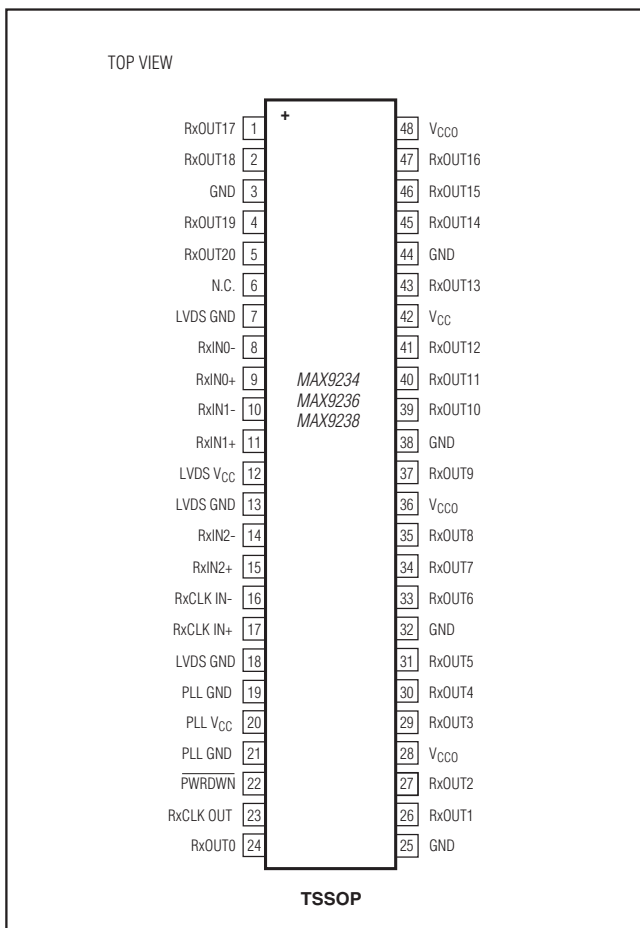 TOP VIEW
+
RxOUT17 1
RxOUT18 2
GND 3
RxOUT19 4
RxOUT20 5
N.C. 6
LVDS GND 7
RxIN0- 8
RxIN0+ 9
RxIN1- 10
RxIN1+ 11
LVDS VCC 12
LVDS GND 13
RxIN2- 14
RxIN2+ 15
RxCLK IN- 16
RxCLK IN+ 17
LVDS GND 18
PLL GND 19
PLL VCC 20
PLL GND 21
PWRDWN 22
RxCLK OUT 23
RxOUT0 24
MAX9234
MAX9236
MAX9238
48 VCCO
47 RxOUT16
46 RxOUT15
45 RxOUT14
44 GND
43 RxOUT13
42 VCC
41 RxOUT12
40 RxOUT11
39 RxOUT10
38 GND
37 RxOUT9
36 VCCO
35 RxOUT8
34 RxOUT7
33 RxOUT6
32 GND
31 RxOUT5
30 RxOUT4
29 RxOUT3
28 VCCO
27 RxOUT2
26 RxOUT1
25 GND
TSSOP